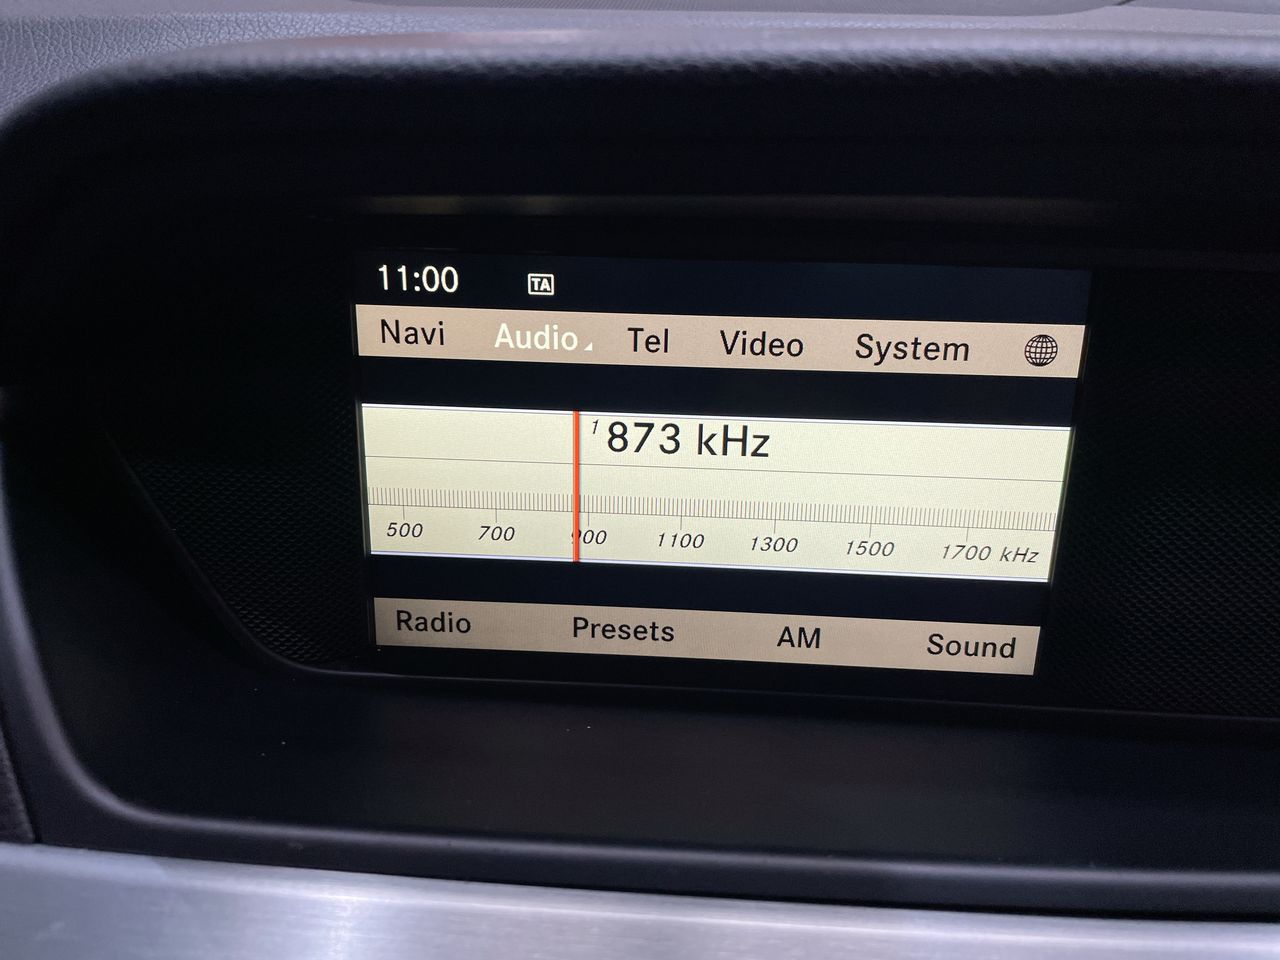 11:00 TA
Navi Audio Tel Video System
1 873 kHz
500 700 900 1100 1300 1500 1700 kHz
Radio Presets AM Sound